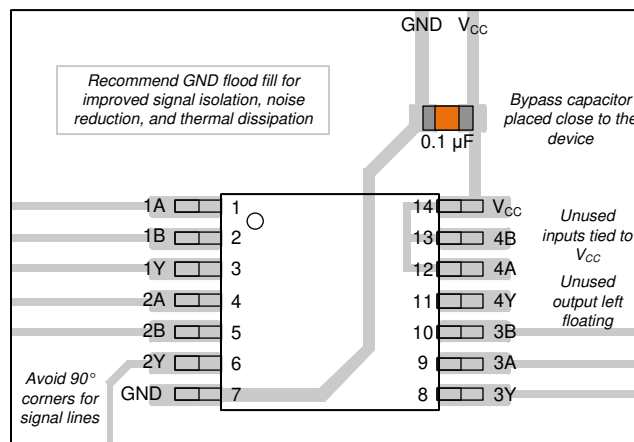 GND V_CC
Recommend GND flood fill for
improved signal isolation, noise
reduction, and thermal dissipation
Bypass capacitor
placed close to the
device
0.1 µF
1A 1 14 V_CC
1B 2 13 4B
1Y 3 12 4A
2A 4 11 4Y
2B 5 10 3B
2Y 6 9 3A
GND 7 8 3Y
Unused
inputs tied to
V_CC
Unused
output left
floating
Avoid 90°
corners for
signal lines